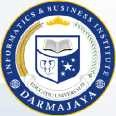 INFORMATICS & BUSINESS INSTITUTE
DARMAJAYA